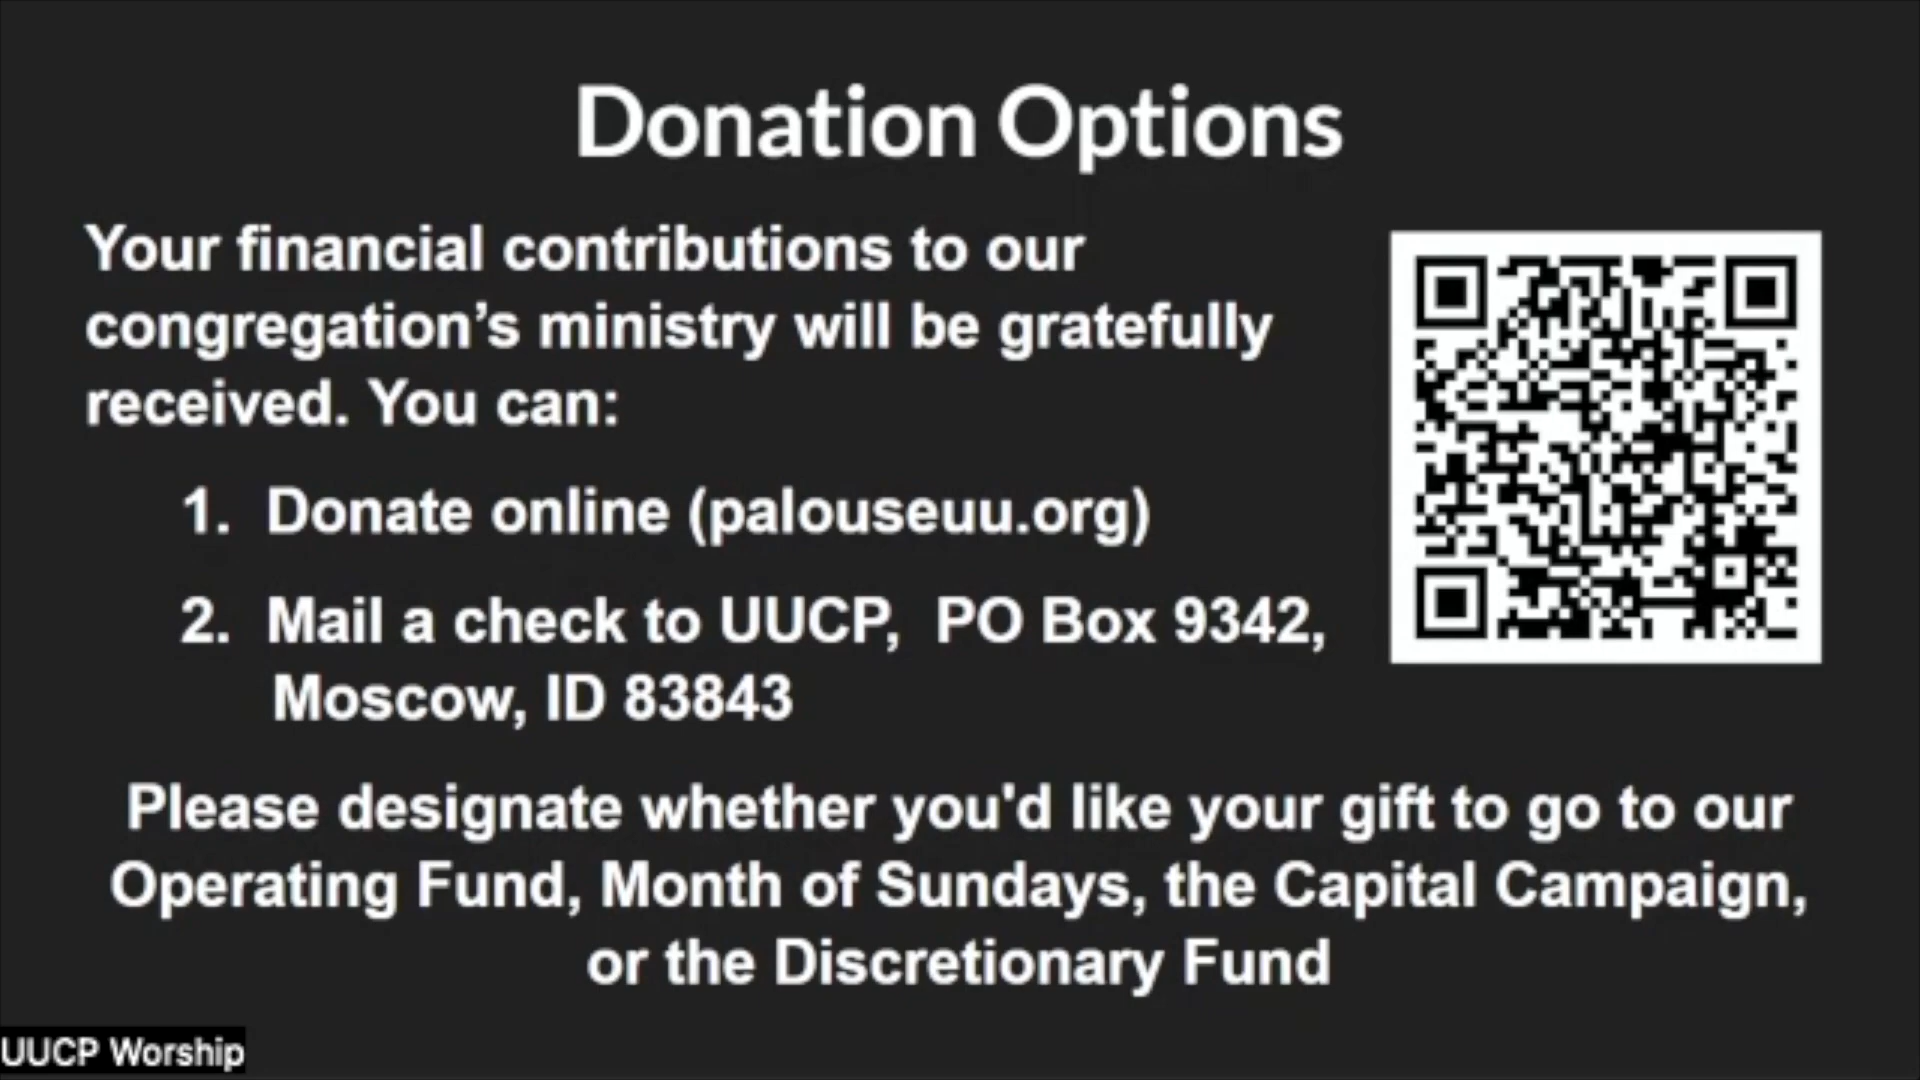 Donation Options
Your financial contributions to our
congregation’s ministry will be gratefully
received. You can:
1. Donate online (palouseuu.org)
2. Mail a check to UUCP,  PO Box 9342,
Moscow, ID 83843
Please designate whether you'd like your gift to go to our
Operating Fund, Month of Sundays, the Capital Campaign,
or the Discretionary Fund
UUCP Worship